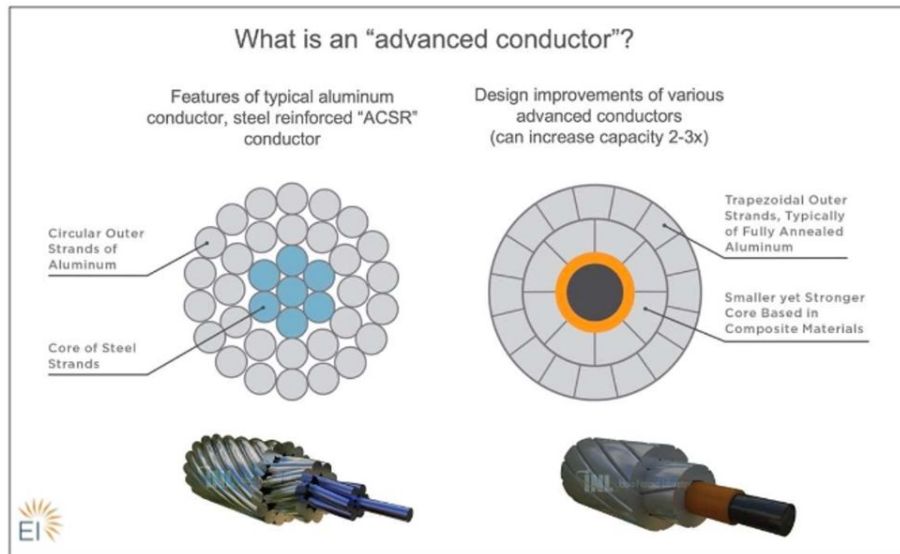 What is an “advanced conductor”?
Features of typical aluminum
conductor, steel reinforced “ACSR”
conductor
Design improvements of various
advanced conductors
(can increase capacity 2-3x)
Circular Outer
Strands of
Aluminum
Core of Steel
Strands
Trapezoidal Outer
Strands, Typically
of Fully Annealed
Aluminum
Smaller yet Stronger
Core Based in
Composite Materials
INL
INL
EI